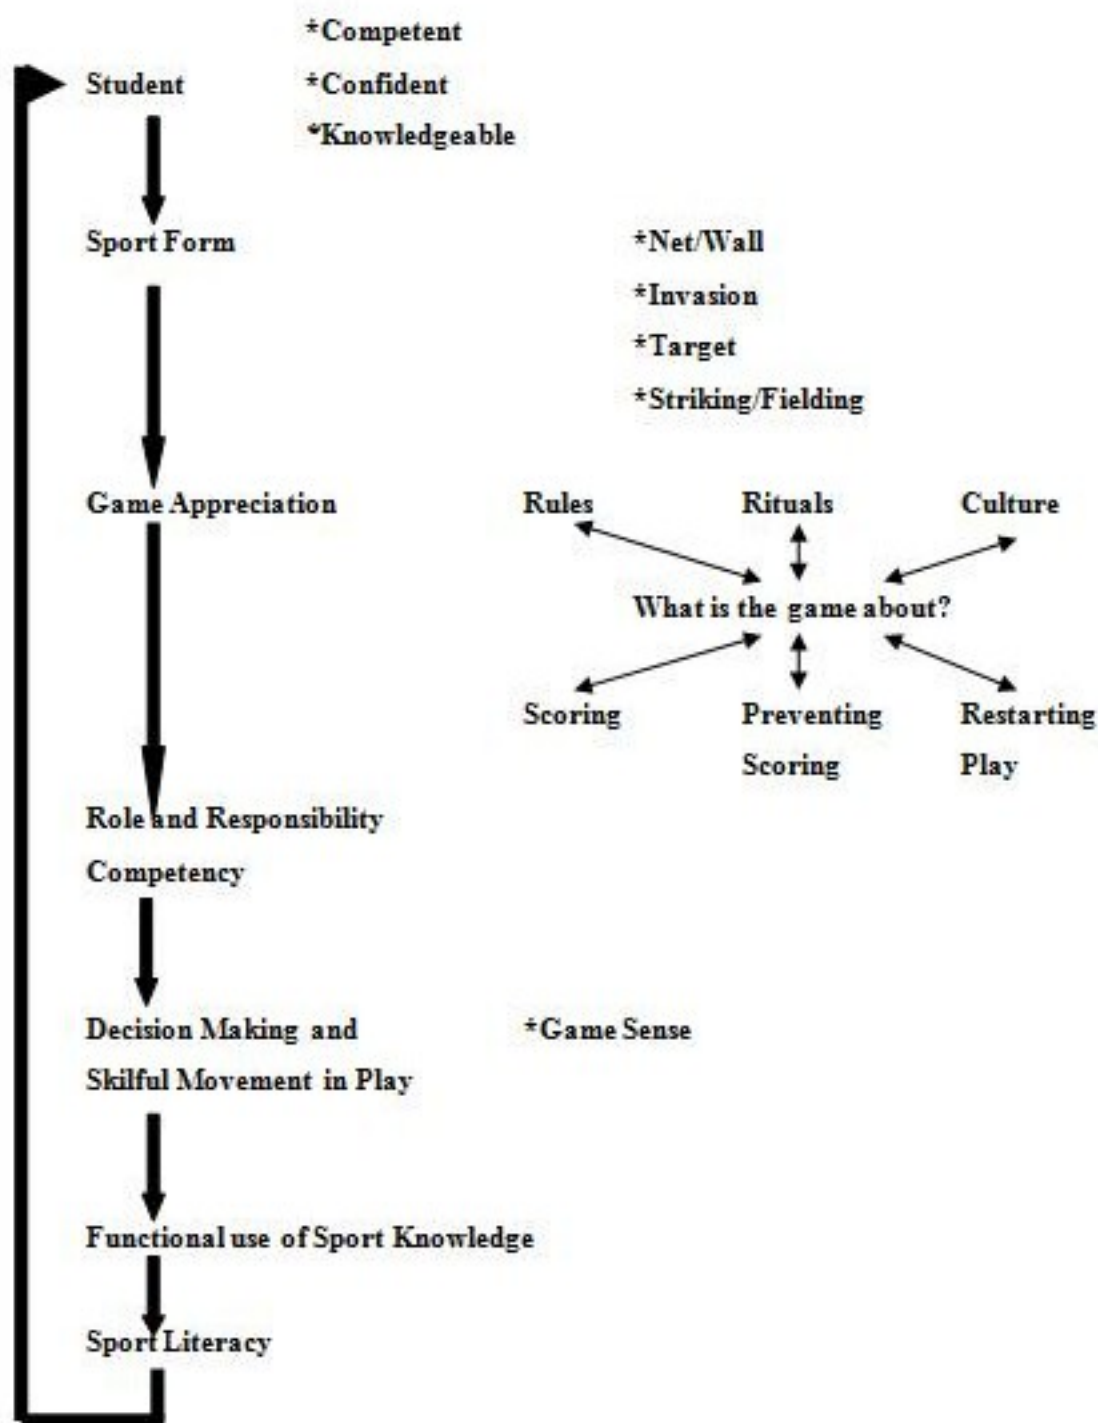 *Competent
Student *Confident
*Knowledgeable
Sport Form *Net/Wall
*Invasion
*Target
*Striking/Fielding
Game Appreciation Rules Rituals Culture
What is the game about?
Scoring Preventing Restarting
Scoring Play
Role and Responsibility
Competency
Decision Making and *Game Sense
Skilful Movement in Play
Functional use of Sport Knowledge
Sport Literacy